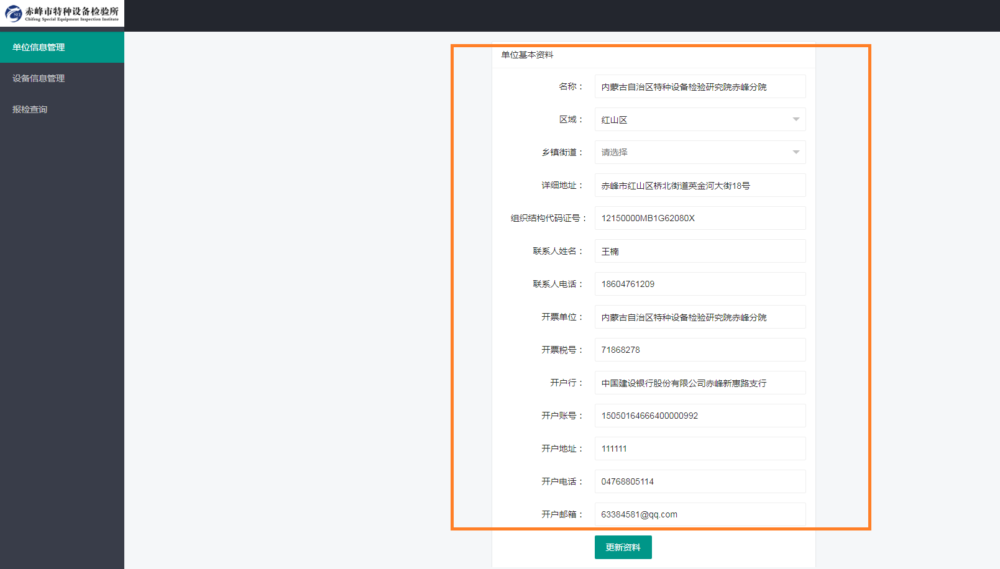 赤峰市特种设备检验所
SEI
Chifeng Special Equipment Inspection Institute
单位信息管理
设备信息管理
报检查询
单位基本资料
名称： 内蒙古自治区特种设备检验研究院赤峰分院
区域： 红山区
乡镇街道： 请选择
详细地址： 赤峰市红山区桥北街道英金河大街18号
组织结构代码证号： 12150000MB1G62080X
联系人姓名： 王楠
联系人电话： 18604761209
开票单位： 内蒙古自治区特种设备检验研究院赤峰分院
开票税号： 71868278
开户行： 中国建设银行股份有限公司赤峰新惠路支行
开户账号： 15050164666400000992
开户地址： 111111
开户电话： 04768805114
开户邮箱： 63384581@qq.com
更新资料